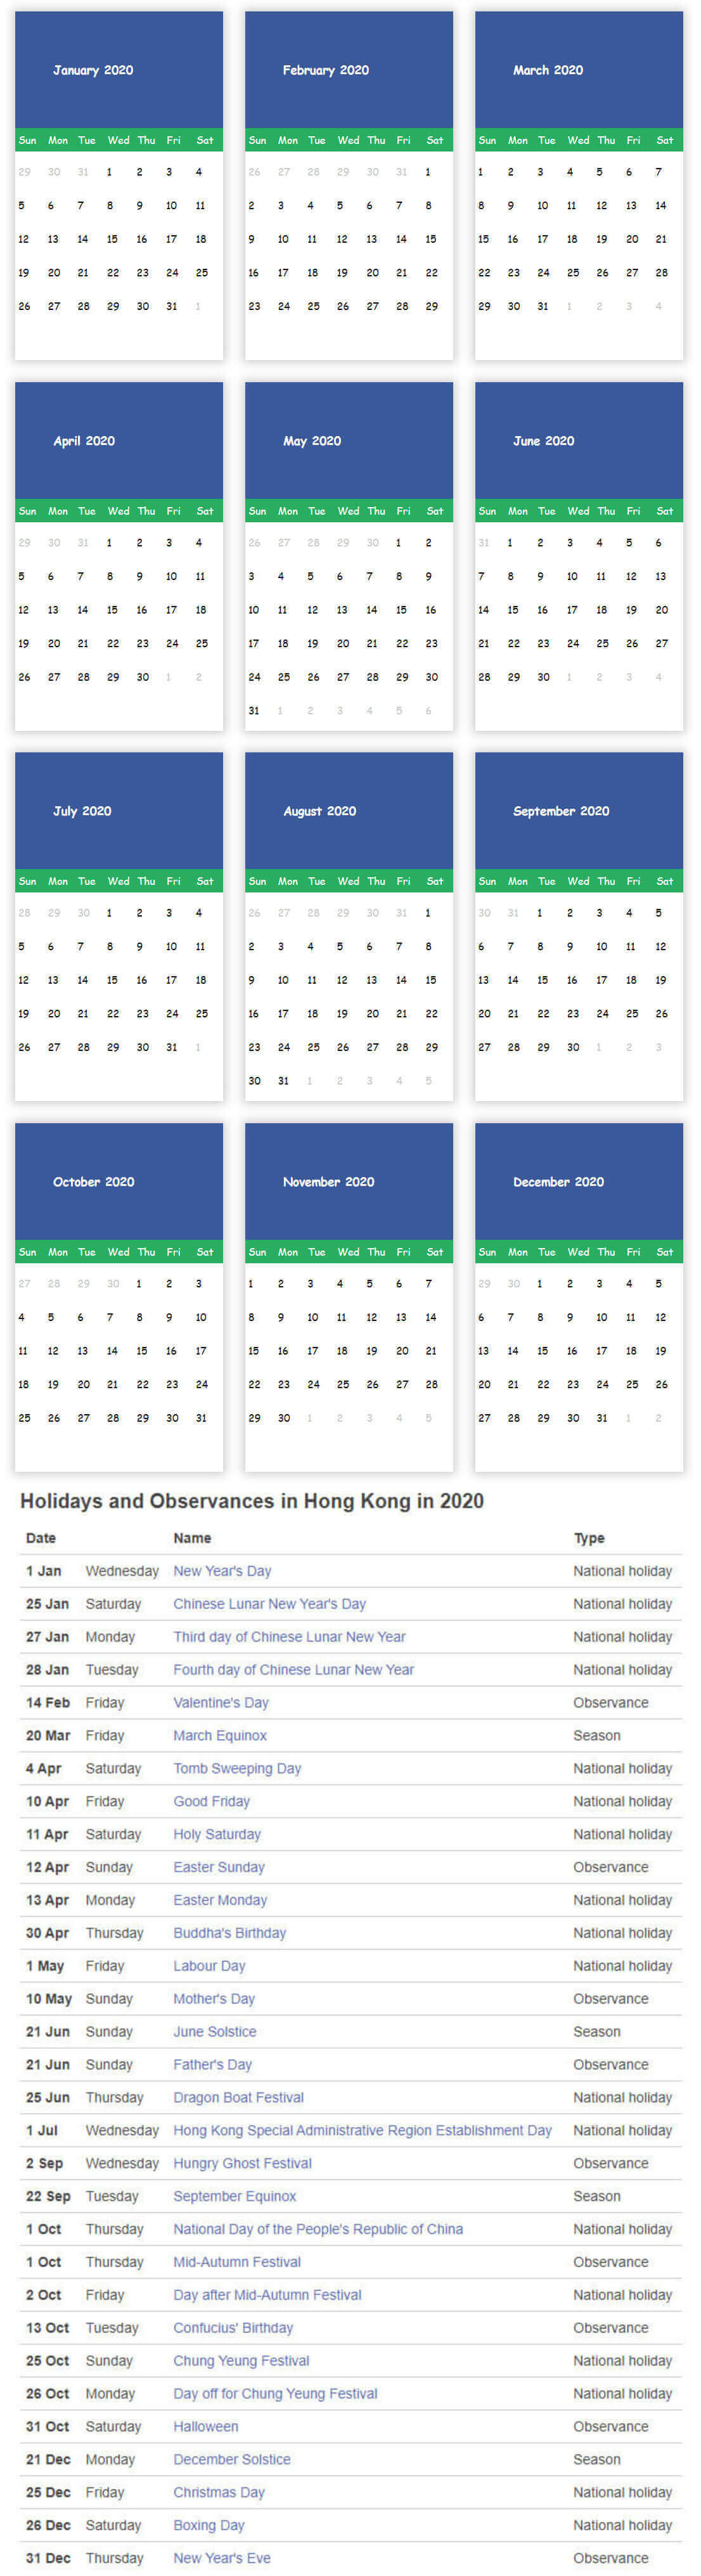 January 2020
Sun Mon Tue Wed Thu Fri Sat
29 30 31 1 2 3 4
5 6 7 8 9 10 11
12 13 14 15 16 17 18
19 20 21 22 23 24 25
26 27 28 29 30 31 1
February 2020
Sun Mon Tue Wed Thu Fri Sat
26 27 28 29 30 31 1
2 3 4 5 6 7 8
9 10 11 12 13 14 15
16 17 18 19 20 21 22
23 24 25 26 27 28 29
March 2020
Sun Mon Tue Wed Thu Fri Sat
1 2 3 4 5 6 7
8 9 10 11 12 13 14
15 16 17 18 19 20 21
22 23 24 25 26 27 28
29 30 31 1 2 3 4
April 2020
Sun Mon Tue Wed Thu Fri Sat
29 30 31 1 2 3 4
5 6 7 8 9 10 11
12 13 14 15 16 17 18
19 20 21 22 23 24 25
26 27 28 29 30 1 2
May 2020
Sun Mon Tue Wed Thu Fri Sat
26 27 28 29 30 1 2
3 4 5 6 7 8 9
10 11 12 13 14 15 16
17 18 19 20 21 22 23
24 25 26 27 28 29 30
31 1 2 3 4 5 6
June 2020
Sun Mon Tue Wed Thu Fri Sat
31 1 2 3 4 5 6
7 8 9 10 11 12 13
14 15 16 17 18 19 20
21 22 23 24 25 26 27
28 29 30 1 2 3 4
July 2020
Sun Mon Tue Wed Thu Fri Sat
28 29 30 1 2 3 4
5 6 7 8 9 10 11
12 13 14 15 16 17 18
19 20 21 22 23 24 25
26 27 28 29 30 31 1
August 2020
Sun Mon Tue Wed Thu Fri Sat
26 27 28 29 30 31 1
2 3 4 5 6 7 8
9 10 11 12 13 14 15
16 17 18 19 20 21 22
23 24 25 26 27 28 29
30 31 1 2 3 4 5
September 2020
Sun Mon Tue Wed Thu Fri Sat
30 31 1 2 3 4 5
6 7 8 9 10 11 12
13 14 15 16 17 18 19
20 21 22 23 24 25 26
27 28 29 30 1 2 3
October 2020
Sun Mon Tue Wed Thu Fri Sat
27 28 29 30 1 2 3
4 5 6 7 8 9 10
11 12 13 14 15 16 17
18 19 20 21 22 23 24
25 26 27 28 29 30 31
November 2020
Sun Mon Tue Wed Thu Fri Sat
1 2 3 4 5 6 7
8 9 10 11 12 13 14
15 16 17 18 19 20 21
22 23 24 25 26 27 28
29 30 1 2 3 4 5
December 2020
Sun Mon Tue Wed Thu Fri Sat
29 30 1 2 3 4 5
6 7 8 9 10 11 12
13 14 15 16 17 18 19
20 21 22 23 24 25 26
27 28 29 30 31 1 2
Holidays and Observances in Hong Kong in 2020
Date Name Type
1 Jan Wednesday New Year's Day National holiday
25 Jan Saturday Chinese Lunar New Year's Day National holiday
27 Jan Monday Third day of Chinese Lunar New Year National holiday
28 Jan Tuesday Fourth day of Chinese Lunar New Year National holiday
14 Feb Friday Valentine's Day Observance
20 Mar Friday March Equinox Season
4 Apr Saturday Tomb Sweeping Day National holiday
10 Apr Friday Good Friday National holiday
11 Apr Saturday Holy Saturday National holiday
12 Apr Sunday Easter Sunday Observance
13 Apr Monday Easter Monday National holiday
30 Apr Thursday Buddha's Birthday National holiday
1 May Friday Labour Day National holiday
10 May Sunday Mother's Day Observance
21 Jun Sunday June Solstice Season
21 Jun Sunday Father's Day Observance
25 Jun Thursday Dragon Boat Festival National holiday
1 Jul Wednesday Hong Kong Special Administrative Region Establishment Day National holiday
2 Sep Wednesday Hungry Ghost Festival Observance
22 Sep Tuesday September Equinox Season
1 Oct Thursday National Day of the People's Republic of China National holiday
1 Oct Thursday Mid-Autumn Festival Observance
2 Oct Friday Day after Mid-Autumn Festival National holiday
13 Oct Tuesday Confucius' Birthday Observance
25 Oct Sunday Chung Yeung Festival National holiday
26 Oct Monday Day off for Chung Yeung Festival National holiday
31 Oct Saturday Halloween Observance
21 Dec Monday December Solstice Season
25 Dec Friday Christmas Day National holiday
26 Dec Saturday Boxing Day National holiday
31 Dec Thursday New Year's Eve Observance